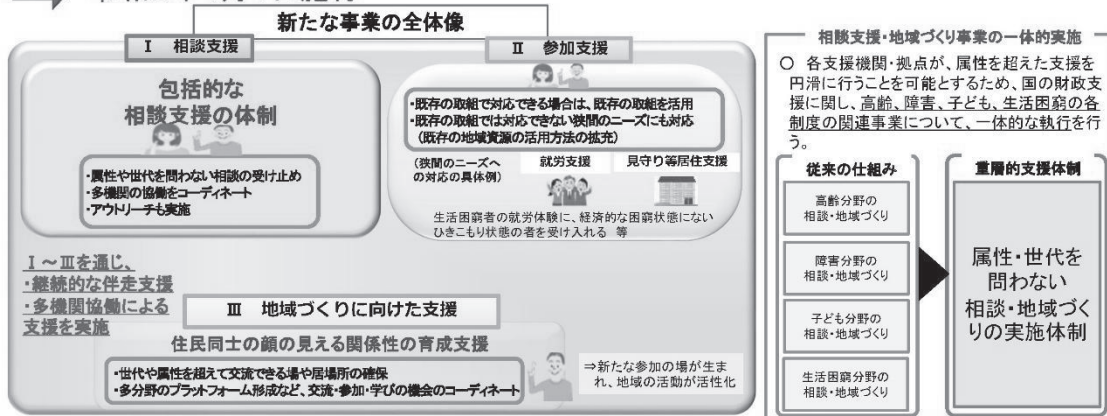 新たな事業の全体像
Ⅰ 相談支援
包括的な
相談支援の体制
・属性や世代を問わない相談の受け止め
・多機関の協働をコーディネート
・アウトリーチも実施
Ⅱ 参加支援
・既存の取組で対応できる場合は、既存の取組を活用
・既存の取組では対応できない狭間のニーズにも対応
（既存の地域資源の活用方法の拡充）
（狭間のニーズへ
の対応の具体例）
就労支援
見守り等居住支援
生活困窮者の就労体験に、経済的な困窮状態にない
ひきこもり状態の者を受け入れる 等
Ⅰ～Ⅲを通じ、
・継続的な伴走支援
・多機関協働による
支援を実施
Ⅲ 地域づくりに向けた支援
住民同士の顔の見える関係性の育成支援
・世代や属性を超えて交流できる場や居場所の確保
・多分野のプラットフォーム形成など、交流・参加・学びの機会のコーディネート
⇒新たな参加の場が生ま
れ、地域の活動が活性化
相談支援・地域づくり事業の一体的実施
○ 各支援機関・拠点が、属性を超えた支援を
円滑に行うことを可能とするため、国の財政支
援に関し、高齢、障害、子ども、生活困窮の各
制度の関連事業について、一体的な執行を行
う。
従来の仕組み
高齢分野の
相談・地域づくり
障害分野の
相談・地域づくり
子ども分野の
相談・地域づくり
生活困窮分野の
相談・地域づくり
重層的支援体制
属性・世代を
問わない
相談・地域づく
りの実施体制